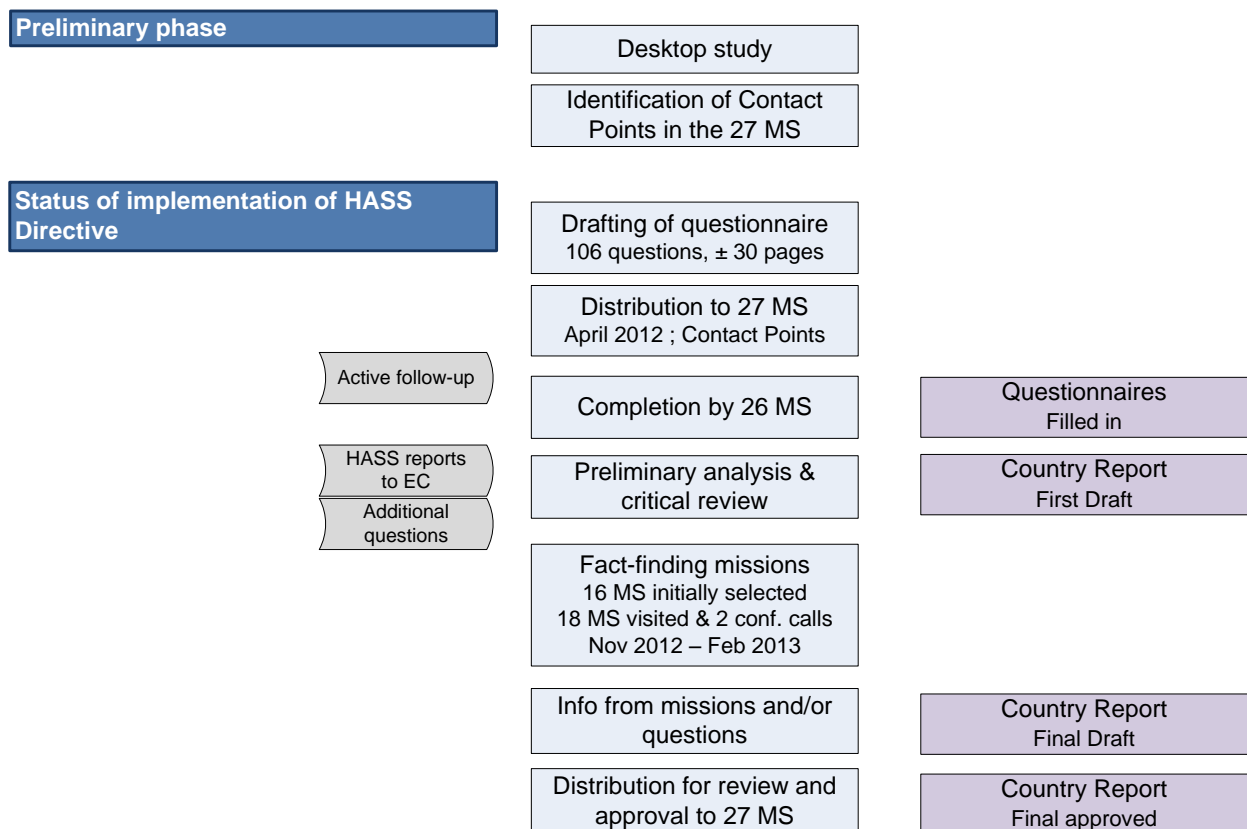 Preliminary phase
Desktop study
Identification of Contact
Points in the 27 MS
Status of implementation of HASS
Directive
Drafting of questionnaire
106 questions, ± 30 pages
Distribution to 27 MS
April 2012 ; Contact Points
Active follow-up
Completion by 26 MS
Questionnaires
Filled in
HASS reports
to EC
Additional
questions
Preliminary analysis &
critical review
Country Report
First Draft
Fact-finding missions
16 MS initially selected
18 MS visited & 2 conf. calls
Nov 2012 – Feb 2013
Info from missions and/or
questions
Country Report
Final Draft
Distribution for review and
approval to 27 MS
Country Report
Final approved